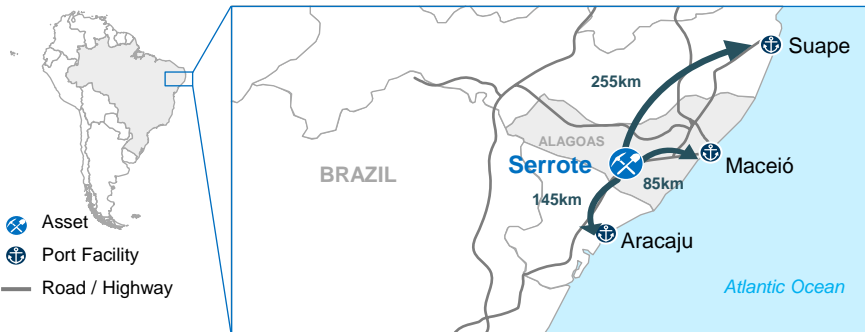 Suape
255km
ALAGOAS
Serrote
Maceió
BRAZIL
85km
145km
Asset
Aracaju
Port Facility
Road / Highway
Atlantic Ocean